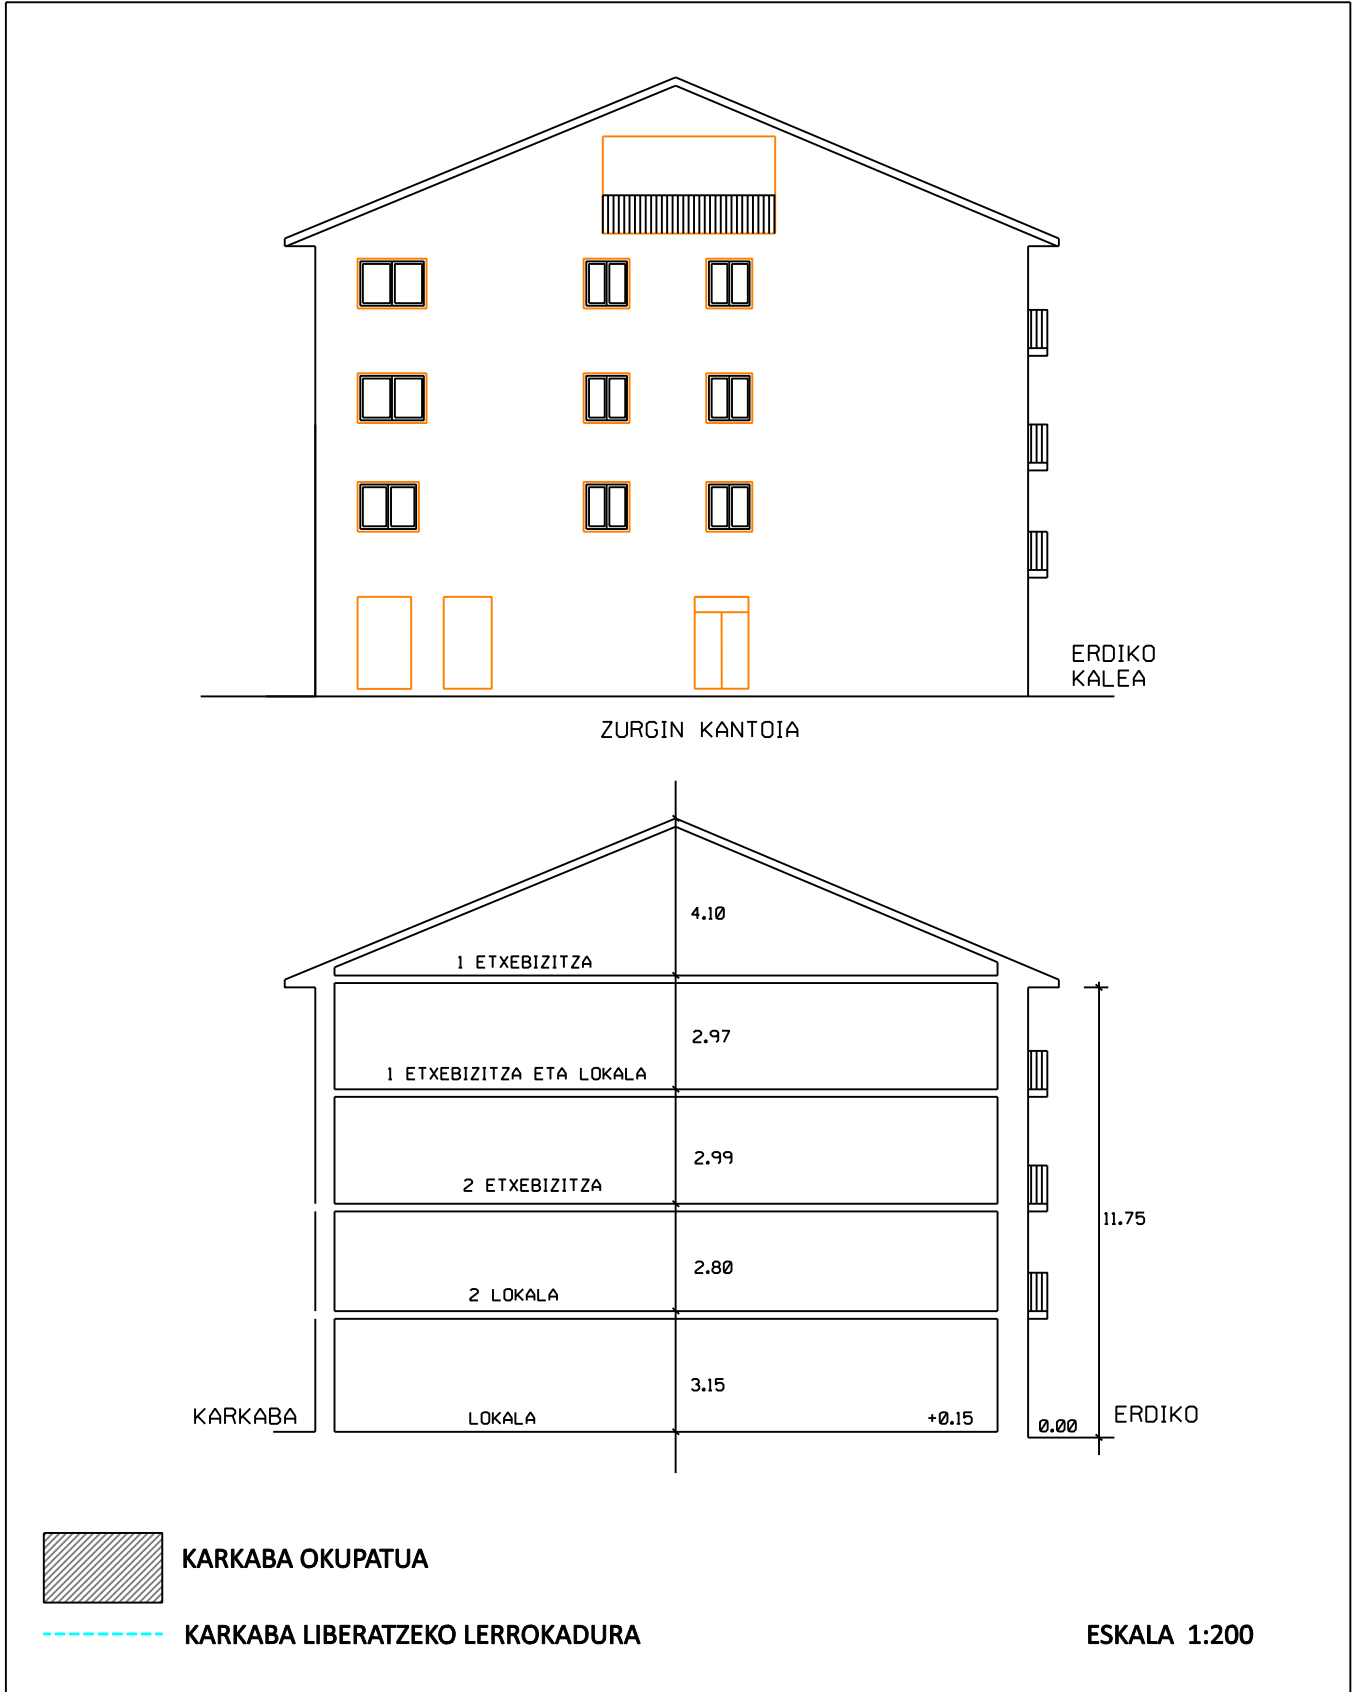 ERDIKO
KALEA
ZURGIN KANTOIA
4.10
1 ETXEBIZITZA
2.97
1 ETXEBIZITZA ETA LOKALA
2.99
2 ETXEBIZITZA
11.75
2.80
2 LOKALA
3.15
KARKABA
LOKALA
+0.15
0.00
ERDIKO
KARKABA OKUPATUA
KARKABA LIBERATZEKO LERROKADURA
ESKALA 1:200